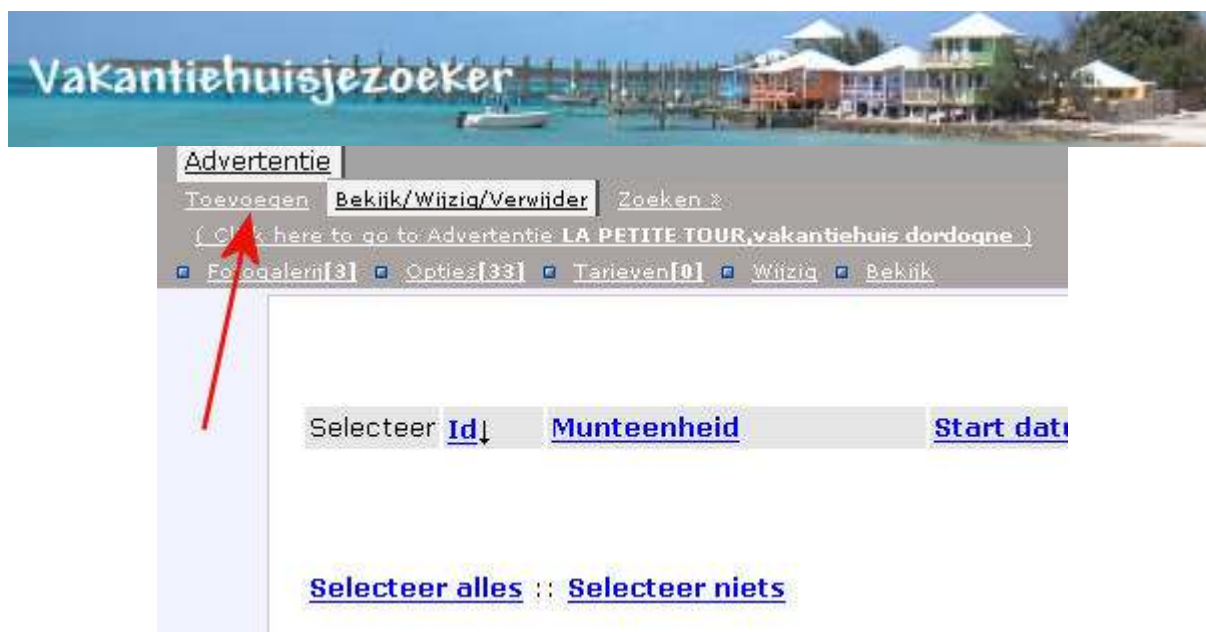 Vakantiehuisjezoeker
Advertentie
Toevoegen Bekijk/Wijzig/Verwijder Zoeken »
( Click here to go to Advertentie LA PETITE TOUR,vakantiehuis dordogne )
Fotogalerij[3] Opties[33] Tarieven[0] Wijzig Bekijk
Selecteer Id↓ Munteenheid Start datu
Selecteer alles :: Selecteer niets